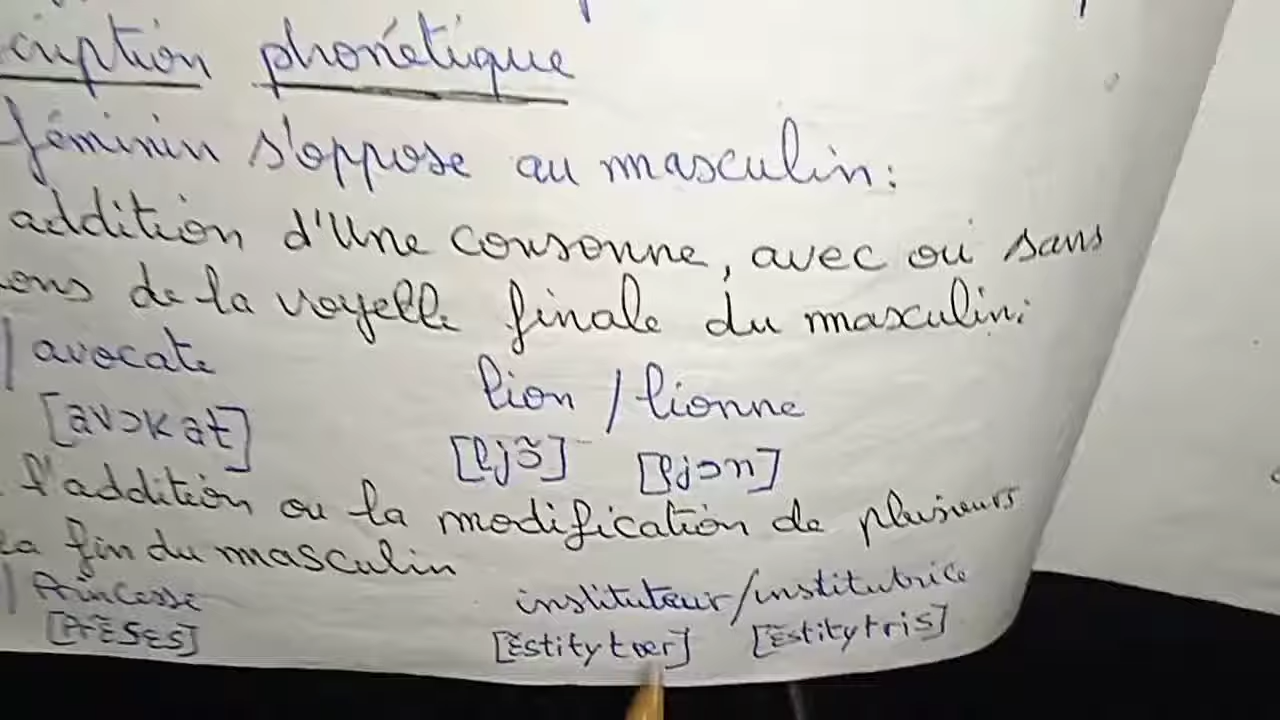 cription phonétique
féminin s'oppose au masculin:
addition d'une consonne, avec ou sans
ons de la voyelle finale du masculin:
/ avocate lion / lionne
[avɔkat] [ljɔ̃] [ljɔn]
l'addition ou la modification de plusieurs
la fin du masculin
/ Princesse instituteur/institutrice
[prɛ̃sɛs] [ɛ̃stitytœr] [ɛ̃stitytris]